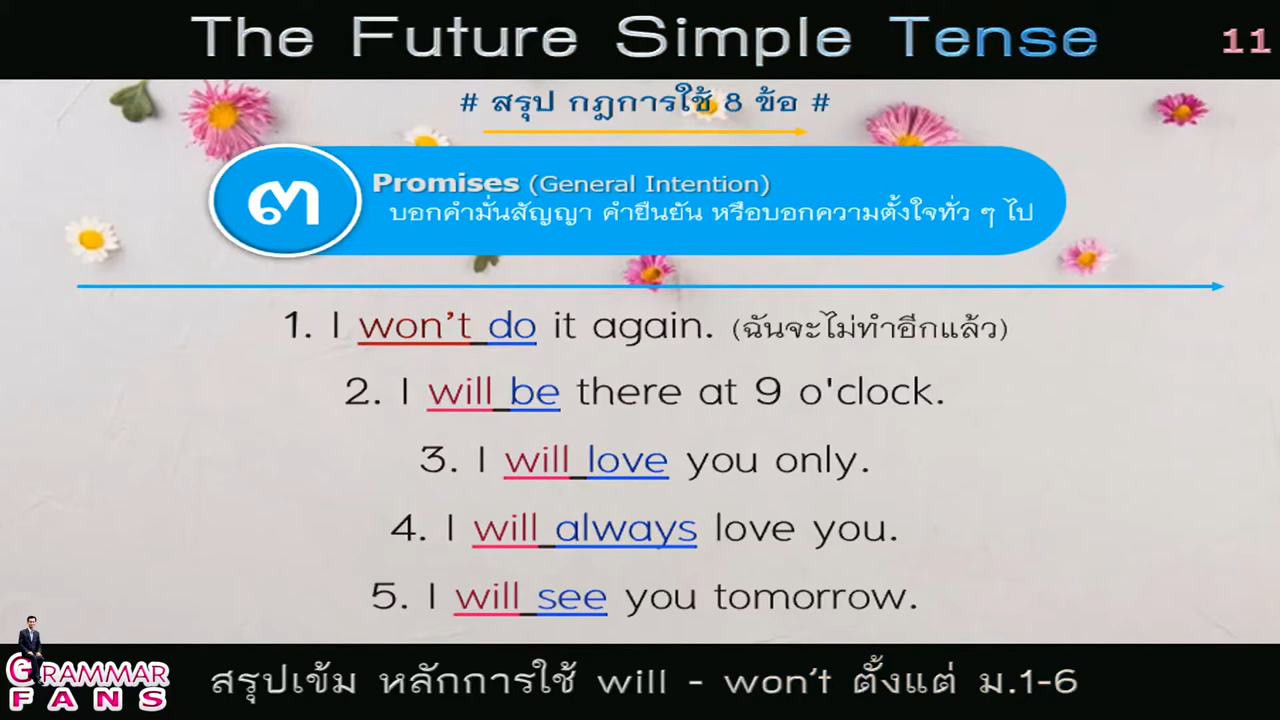 The Future Simple Tense
11
# สรุป กฎการใช้ 8 ข้อ #
๓
Promises (General Intention)
บอกคำมั่นสัญญา คำยืนยัน หรือบอกความตั้งใจทั่ว ๆ ไป
1. I won't do it again. (ฉันจะไม่ทำอีกแล้ว)
2. I will be there at 9 o'clock.
3. I will love you only.
4. I will always love you.
5. I will see you tomorrow.
GRAMMAR
FANS
สรุปเข้ม หลักการใช้ will - won't ตั้งแต่ ม.1-6